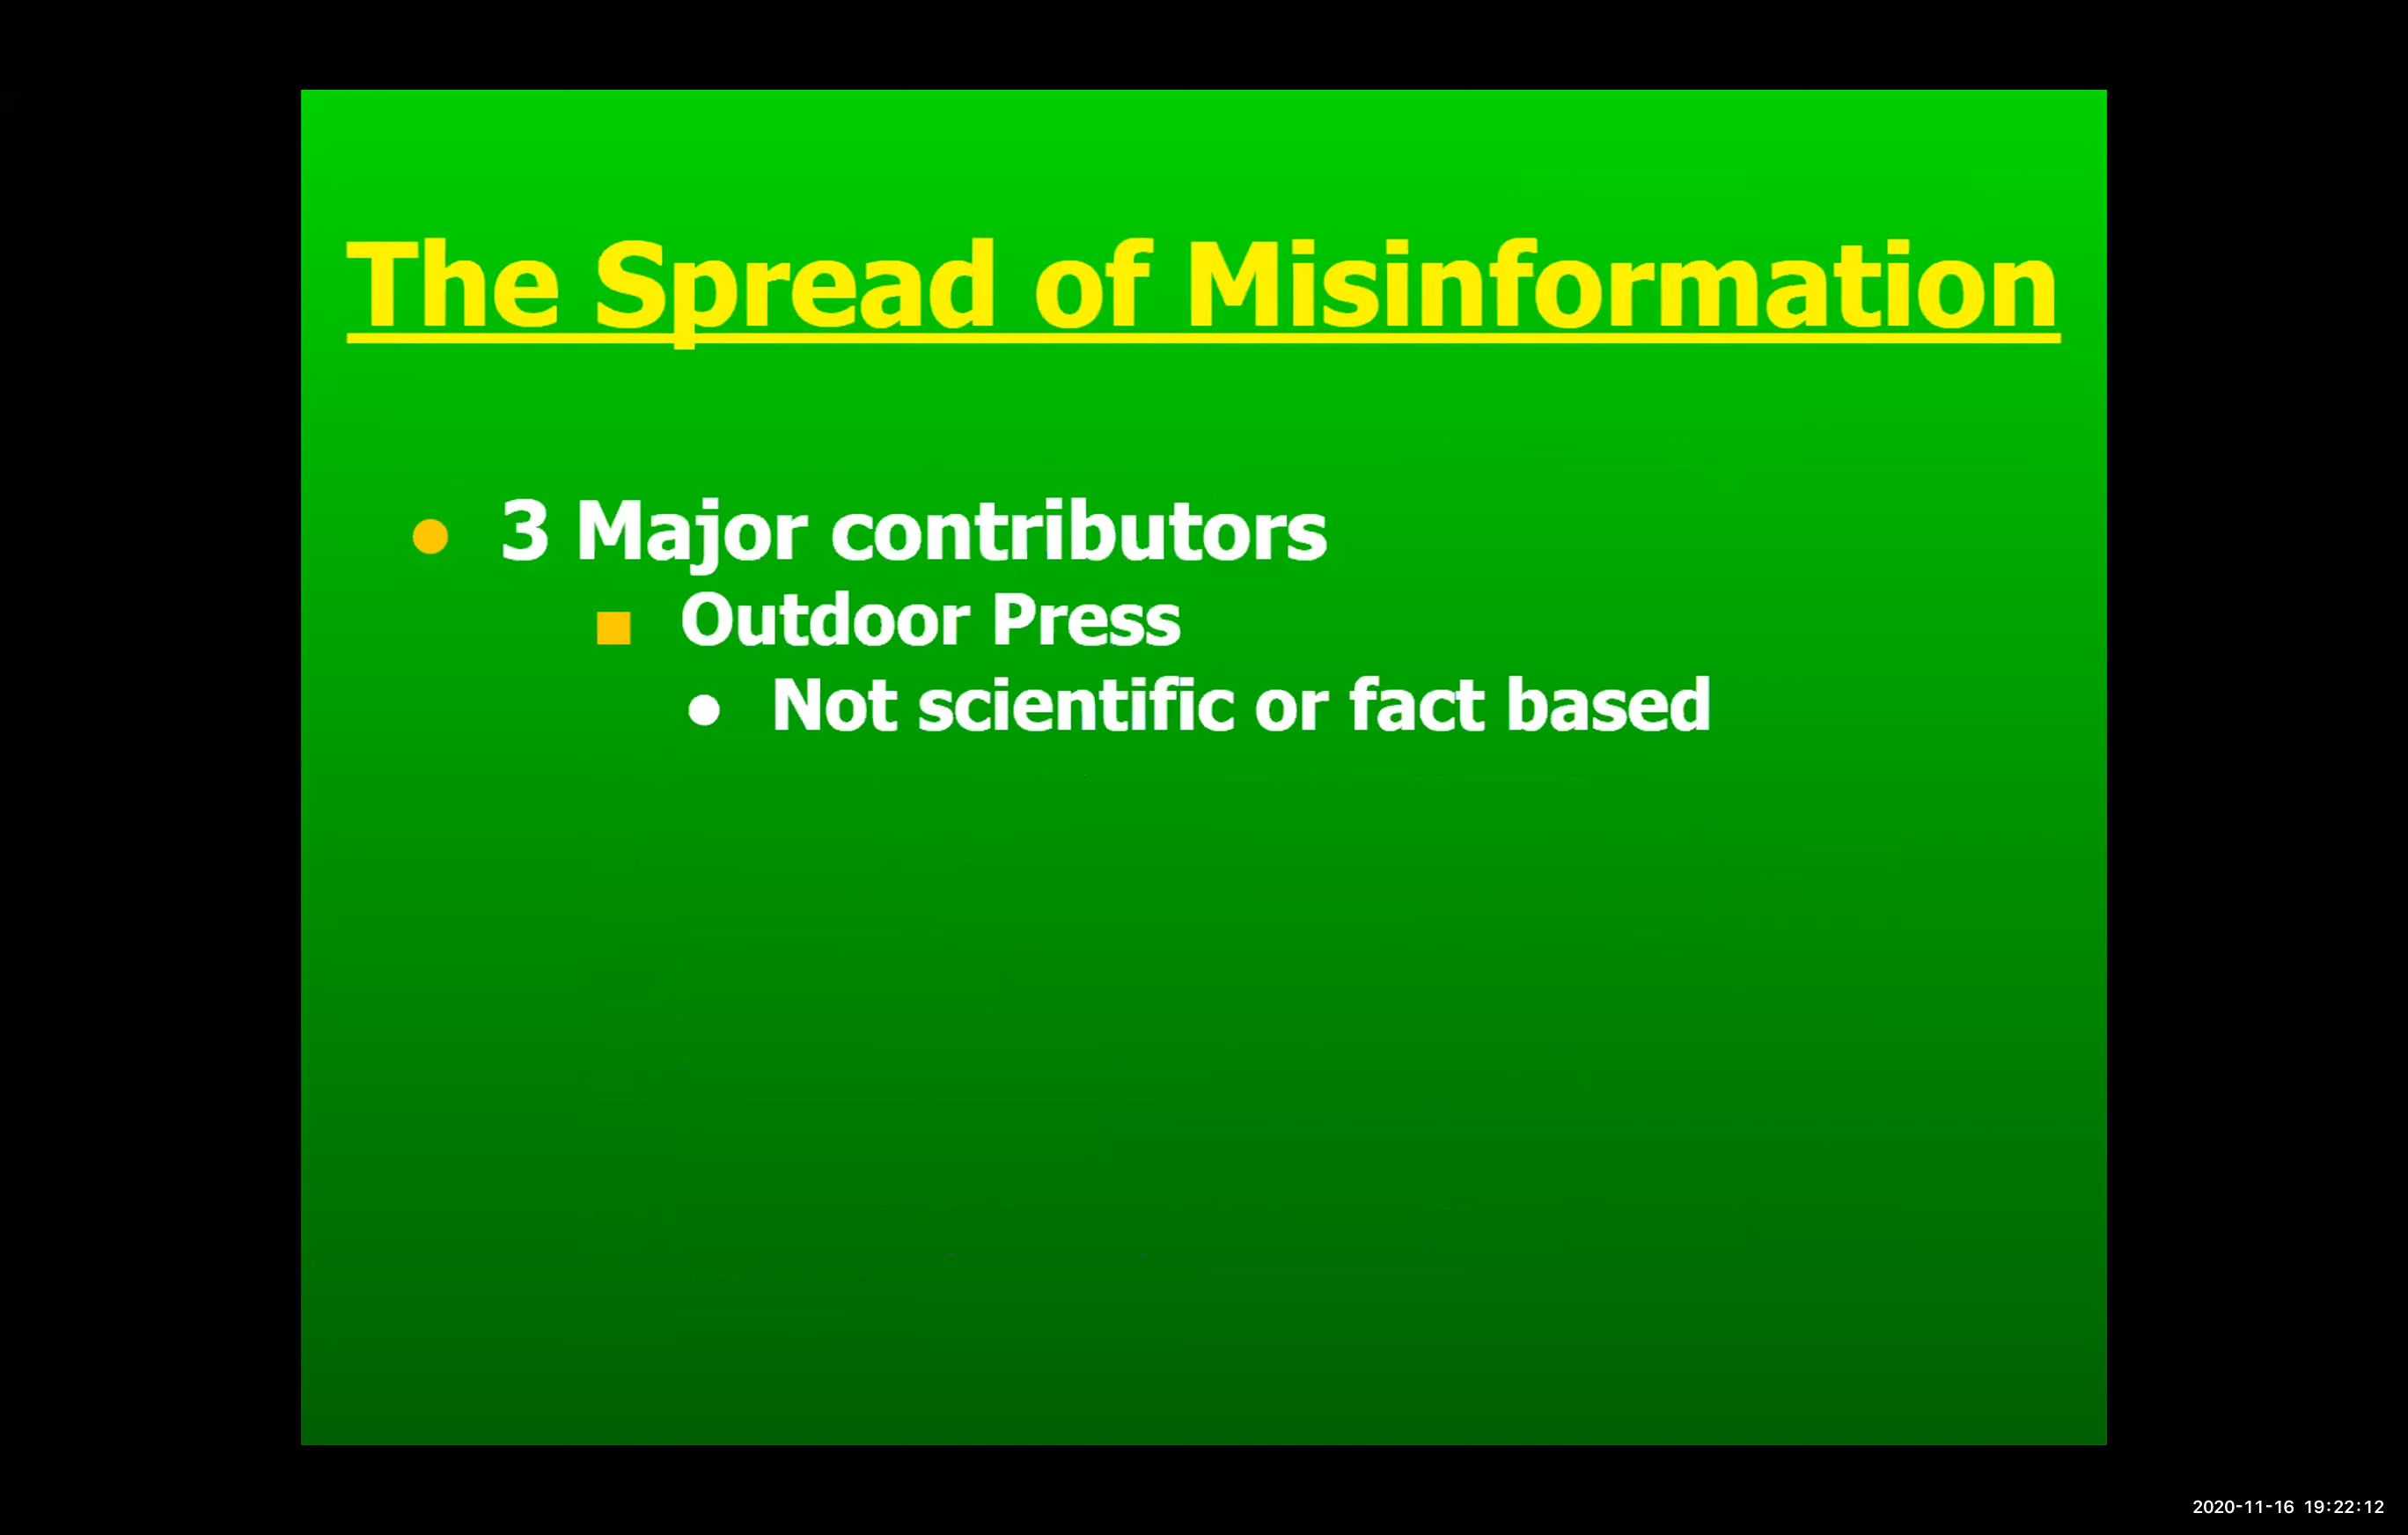 The Spread of Misinformation
3 Major contributors
Outdoor Press
Not scientific or fact based
2020-11-16 19:22:12